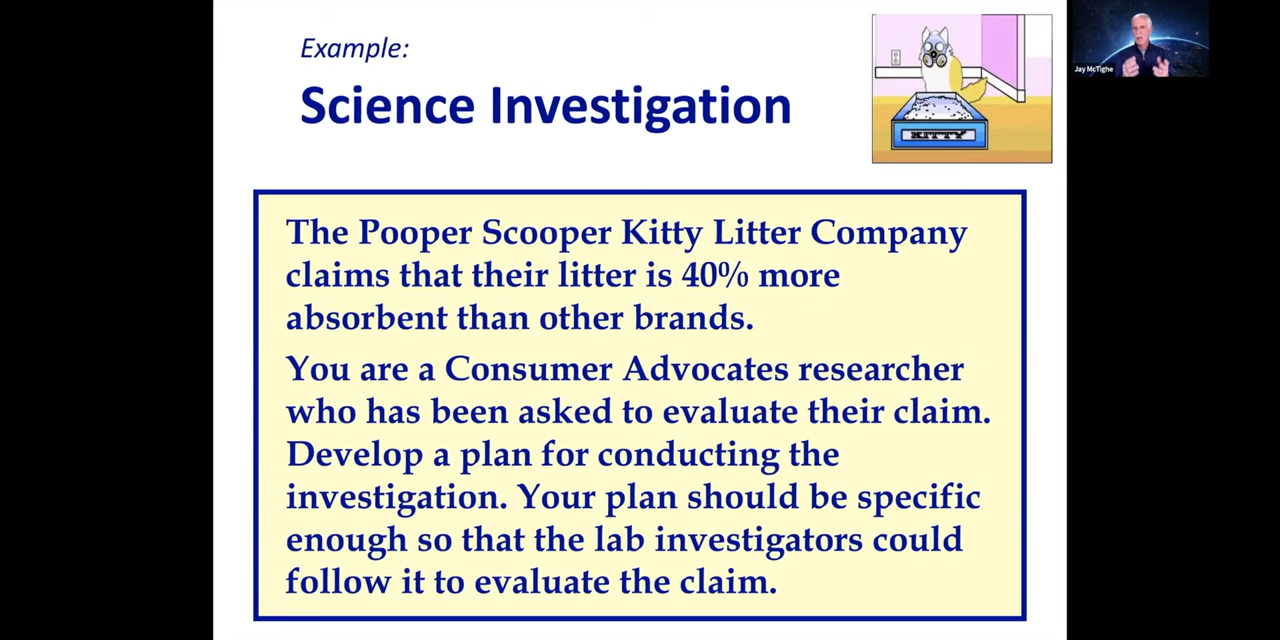 Example:
Science Investigation
KITTY
Jay McTighe
The Pooper Scooper Kitty Litter Company
claims that their litter is 40% more
absorbent than other brands.
You are a Consumer Advocates researcher
who has been asked to evaluate their claim.
Develop a plan for conducting the
investigation. Your plan should be specific
enough so that the lab investigators could
follow it to evaluate the claim.